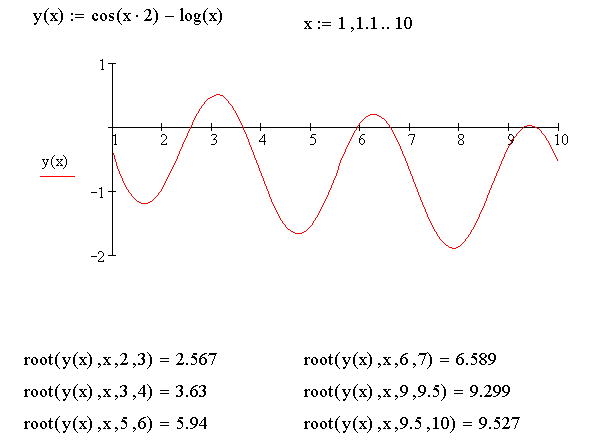 y(x) := cos(x·2) − log(x)
x := 1 ,1.1 .. 10
1
1 2 3 4 5 6 7 8 9 10
y(x)
−1
−2
root(y(x) ,x ,2 ,3) = 2.567
root(y(x) ,x ,6 ,7) = 6.589
root(y(x) ,x ,3 ,4) = 3.63
root(y(x) ,x ,9 ,9.5) = 9.299
root(y(x) ,x ,5 ,6) = 5.94
root(y(x) ,x ,9.5 ,10) = 9.527